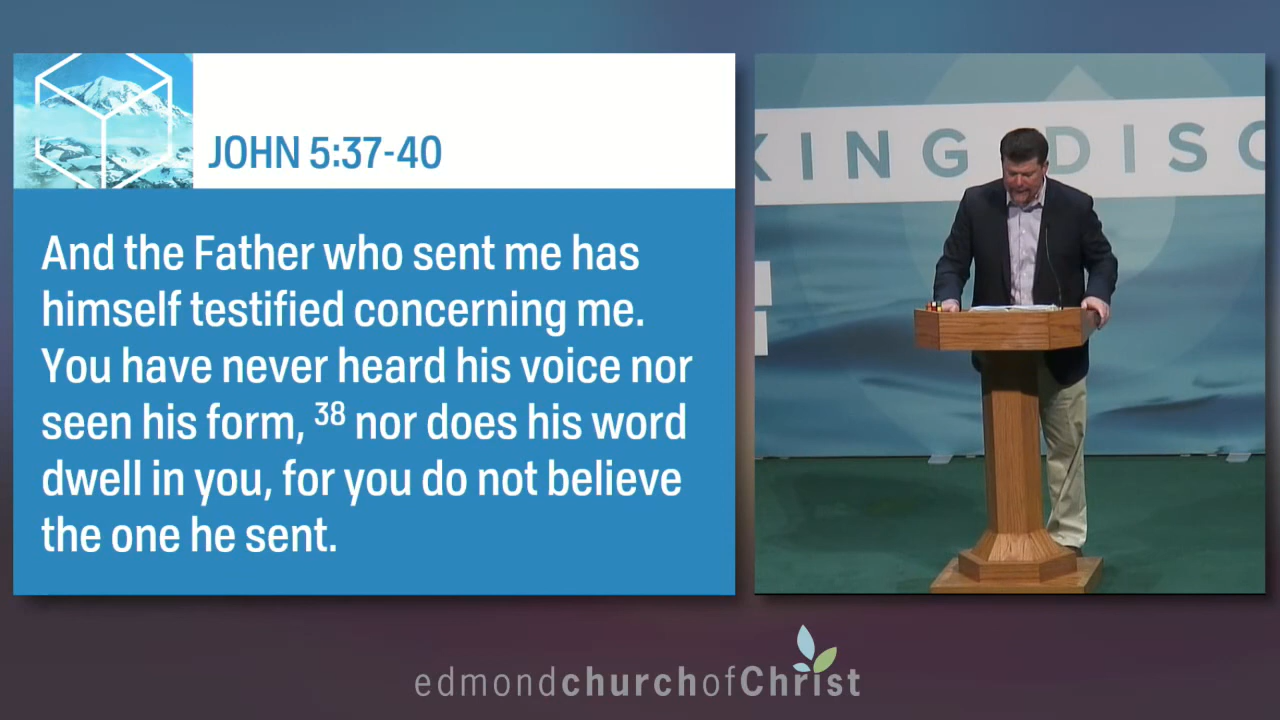 JOHN 5:37-40
And the Father who sent me has
himself testified concerning me.
You have never heard his voice nor
seen his form, 38 nor does his word
dwell in you, for you do not believe
the one he sent.
KING DISC
edmondchurchofChrist